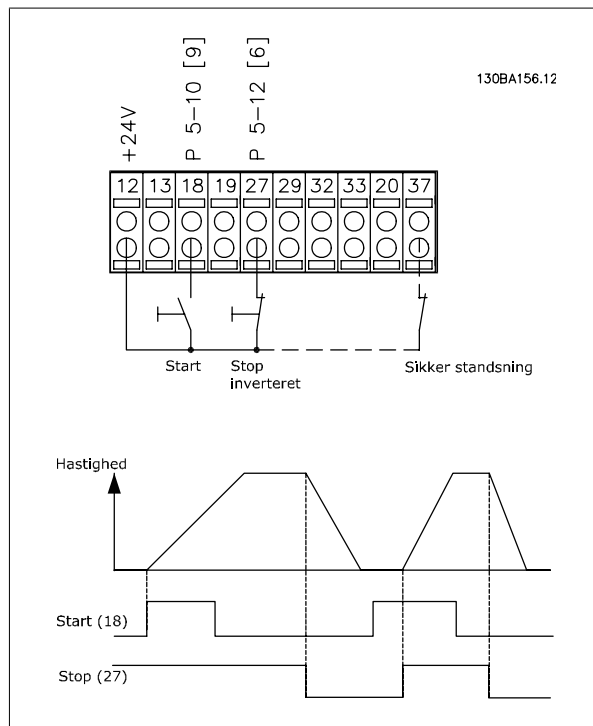 130BA156.12
+24V
P 5-10 [9]
P 5-12 [6]
12 13 18 19 27 29 32 33 20 37
Start
Stop
inverteret
Sikker standsning
Hastighed
Start (18)
Stop (27)